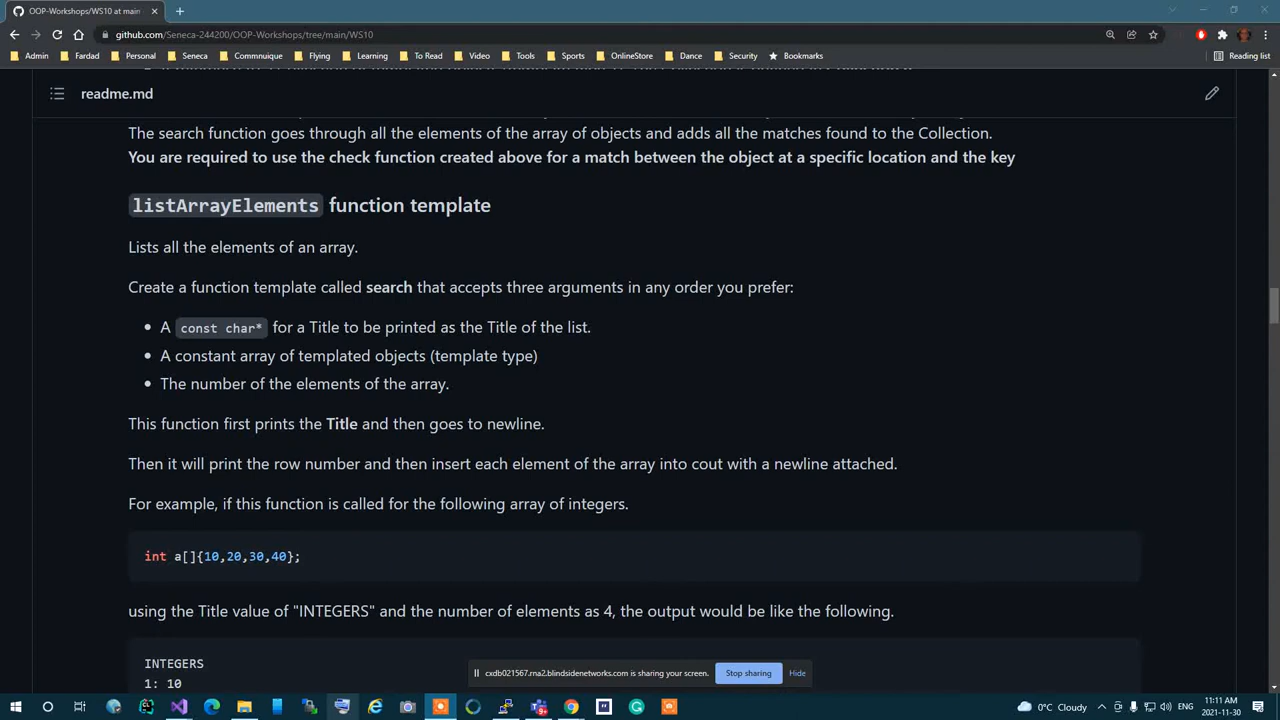 OOP-Workshops/WS10 at main
github.com/Seneca-244200/OOP-Workshops/tree/main/WS10
Admin Fardad Personal Seneca Commnuique Flying Learning To Read Video Tools Sports OnlineStore Dance Security Bookmarks Reading list
readme.md
The search function goes through all the elements of the array of objects and adds all the matches found to the Collection.
You are required to use the check function created above for a match between the object at a specific location and the key
listArrayElements function template
Lists all the elements of an array.
Create a function template called search that accepts three arguments in any order you prefer:
A const char* for a Title to be printed as the Title of the list.
A constant array of templated objects (template type)
The number of the elements of the array.
This function first prints the Title and then goes to newline.
Then it will print the row number and then insert each element of the array into cout with a newline attached.
For example, if this function is called for the following array of integers.
int a[]{10,20,30,40};
using the Title value of "INTEGERS" and the number of elements as 4, the output would be like the following.
INTEGERS
1: 10
cxdb021567.rna2.blindsidenetworks.com is sharing your screen. Stop sharing Hide
0°C Cloudy
11:11 AM
2021-11-30